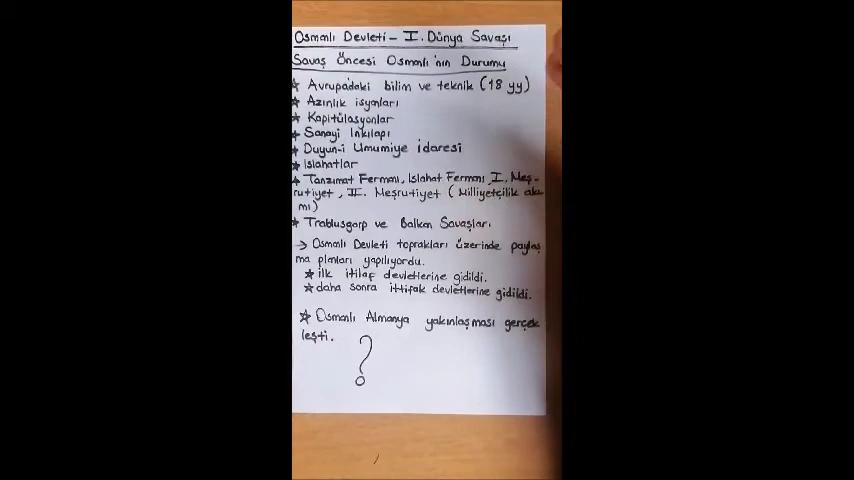 Osmanlı Devleti - I. Dünya Savaşı
Savaş Öncesi Osmanlı'nın Durumu
★ Avrupa'daki bilim ve teknik (18 yy)
★ Azınlık isyanları
★ Kapitülasyonlar
★ Sanayi İnkılapı
★ Duyun-i Umumiye idaresi
★ Islahatlar
★ Tanzimat Fermanı, Islahat Fermanı, I. Meş-
rutiyet, II. Meşrutiyet (Milliyetçilik akı
mı)
★ Trablusgarp ve Balkan Savaşları
→ Osmanlı Devleti toprakları üzerinde paylaş
ma planları yapılıyordu.
★ ilk itilaf devletlerine gidildi.
★ daha sonra ittifak devletlerine gidildi.
★ Osmanlı Almanya yakınlaşması gerçek
leşti.
?